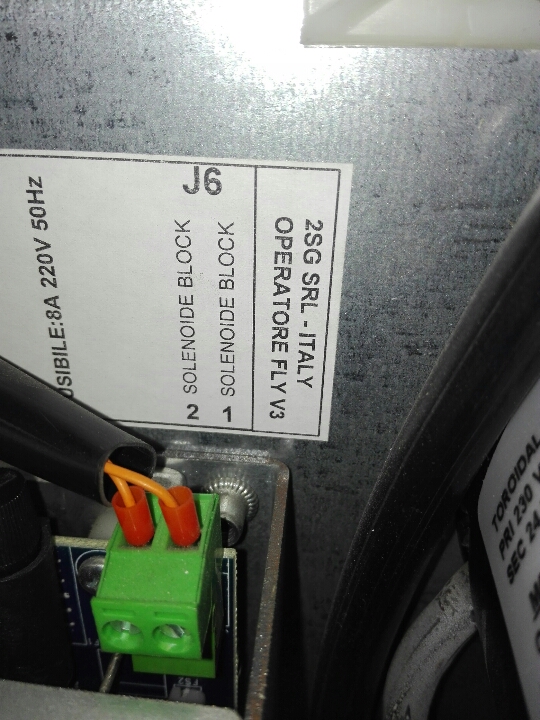 2SG SRL - ITALY
OPERATORE FLY V3
J6
1 SOLENOIDE BLOCK
2 SOLENOIDE BLOCK
USIBILE:8A 220V 50Hz
TOROIDAL
PRI 230
SEC 24